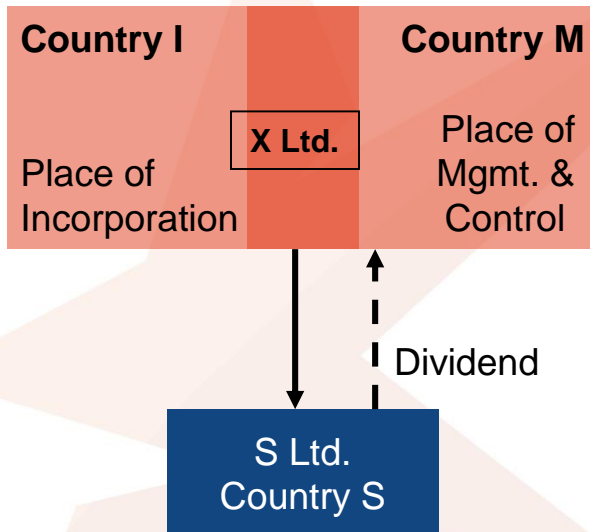 Country I
Country M
X Ltd.
Place of
Incorporation
Place of
Mgmt. &
Control
Dividend
S Ltd.
Country S